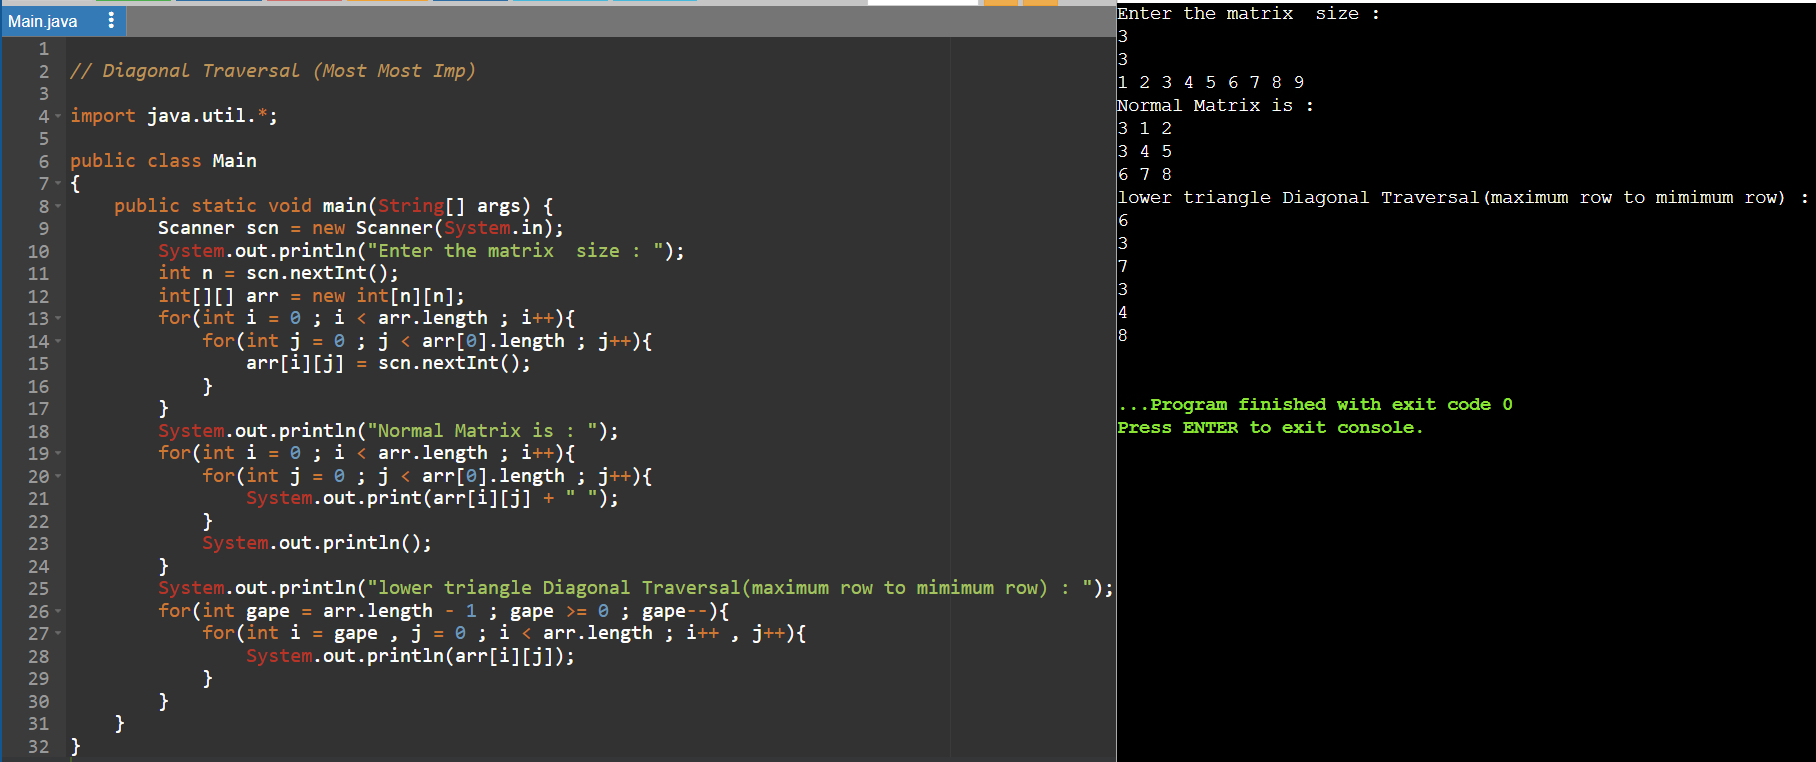 Main.java
1
2 // Diagonal Traversal (Most Most Imp)
3
4 import java.util.*;
5
6 public class Main
7 {
8     public static void main(String[] args) {
9         Scanner scn = new Scanner(System.in);
10         System.out.println("Enter the matrix  size : ");
11         int n = scn.nextInt();
12         int[][] arr = new int[n][n];
13         for(int i = 0 ; i < arr.length ; i++){
14             for(int j = 0 ; j < arr[0].length ; j++){
15                 arr[i][j] = scn.nextInt();
16             }
17         }
18         System.out.println("Normal Matrix is : ");
19         for(int i = 0 ; i < arr.length ; i++){
20             for(int j = 0 ; j < arr[0].length ; j++){
21                 System.out.print(arr[i][j] + " ");
22             }
23             System.out.println();
24         }
25         System.out.println("lower triangle Diagonal Traversal(maximum row to mimimum row) : ");
26         for(int gape = arr.length - 1 ; gape >= 0 ; gape--){
27             for(int i = gape , j = 0 ; i < arr.length ; i++ , j++){
28                 System.out.println(arr[i][j]);
29             }
30         }
31     }
32 }
Enter the matrix  size :
3
3
1 2 3 4 5 6 7 8 9
Normal Matrix is :
3 1 2
3 4 5
6 7 8
lower triangle Diagonal Traversal(maximum row to mimimum row) :
6
3
7
3
4
8
...Program finished with exit code 0
Press ENTER to exit console.